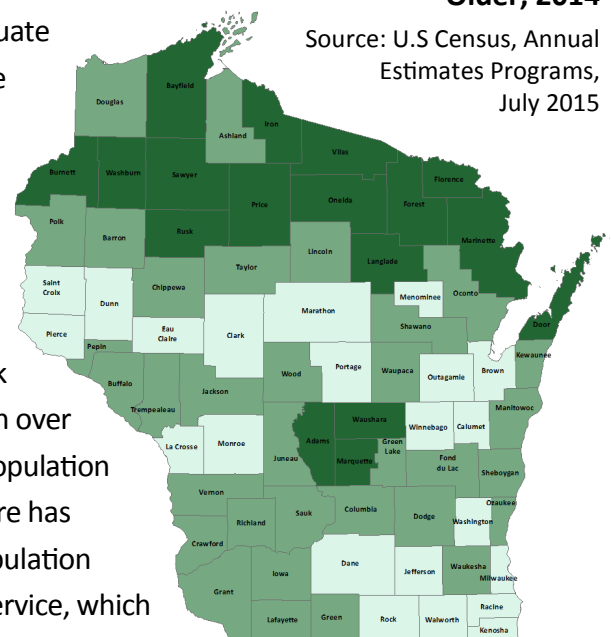 Older, 2014
Source: U.S Census, Annual
Estimates Programs,
July 2015
Douglas
Bayfield
Ashland
Iron
Vilas
Burnett
Washburn
Sawyer
Price
Oneida
Forest
Florence
Marinette
Polk
Barron
Rusk
Lincoln
Langlade
Taylor
Chippewa
Saint
Croix
Dunn
Menominee
Oconto
Marathon
Pierce
Eau
Claire
Clark
Shawano
Door
Pepin
Kewaunee
Buffalo
Wood
Portage
Waupaca
Outagamie
Brown
Trempealeau
Jackson
Manitowoc
La Crosse
Monroe
Juneau
Adams
Waushara
Marquette
Green
Lake
Winnebago
Calumet
Fond
du Lac
Sheboygan
Vernon
Richland
Sauk
Columbia
Dodge
Washington
Ozaukee
Crawford
Grant
Iowa
Dane
Jefferson
Waukesha
Milwaukee
Lafayette
Green
Rock
Walworth
Racine
Kenosha
uate
e
k
n over
opulation
re has
pulation
ervice, which